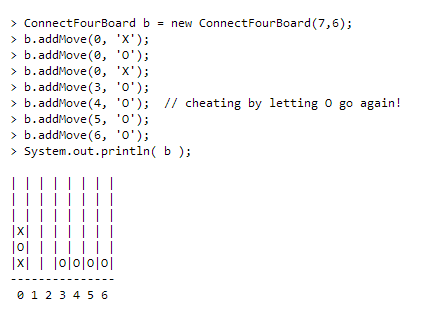 > ConnectFourBoard b = new ConnectFourBoard(7,6);
> b.addMove(0, 'X');
> b.addMove(0, 'O');
> b.addMove(0, 'X');
> b.addMove(3, 'O');
> b.addMove(4, 'O');  // cheating by letting O go again!
> b.addMove(5, 'O');
> b.addMove(6, 'O');
> System.out.println( b );
| | | | | | | |
| | | | | | | |
| | | | | | | |
|X| | | | | | |
|O| | | | | | |
|X| | |O|O|O|O|
---------------
 0 1 2 3 4 5 6